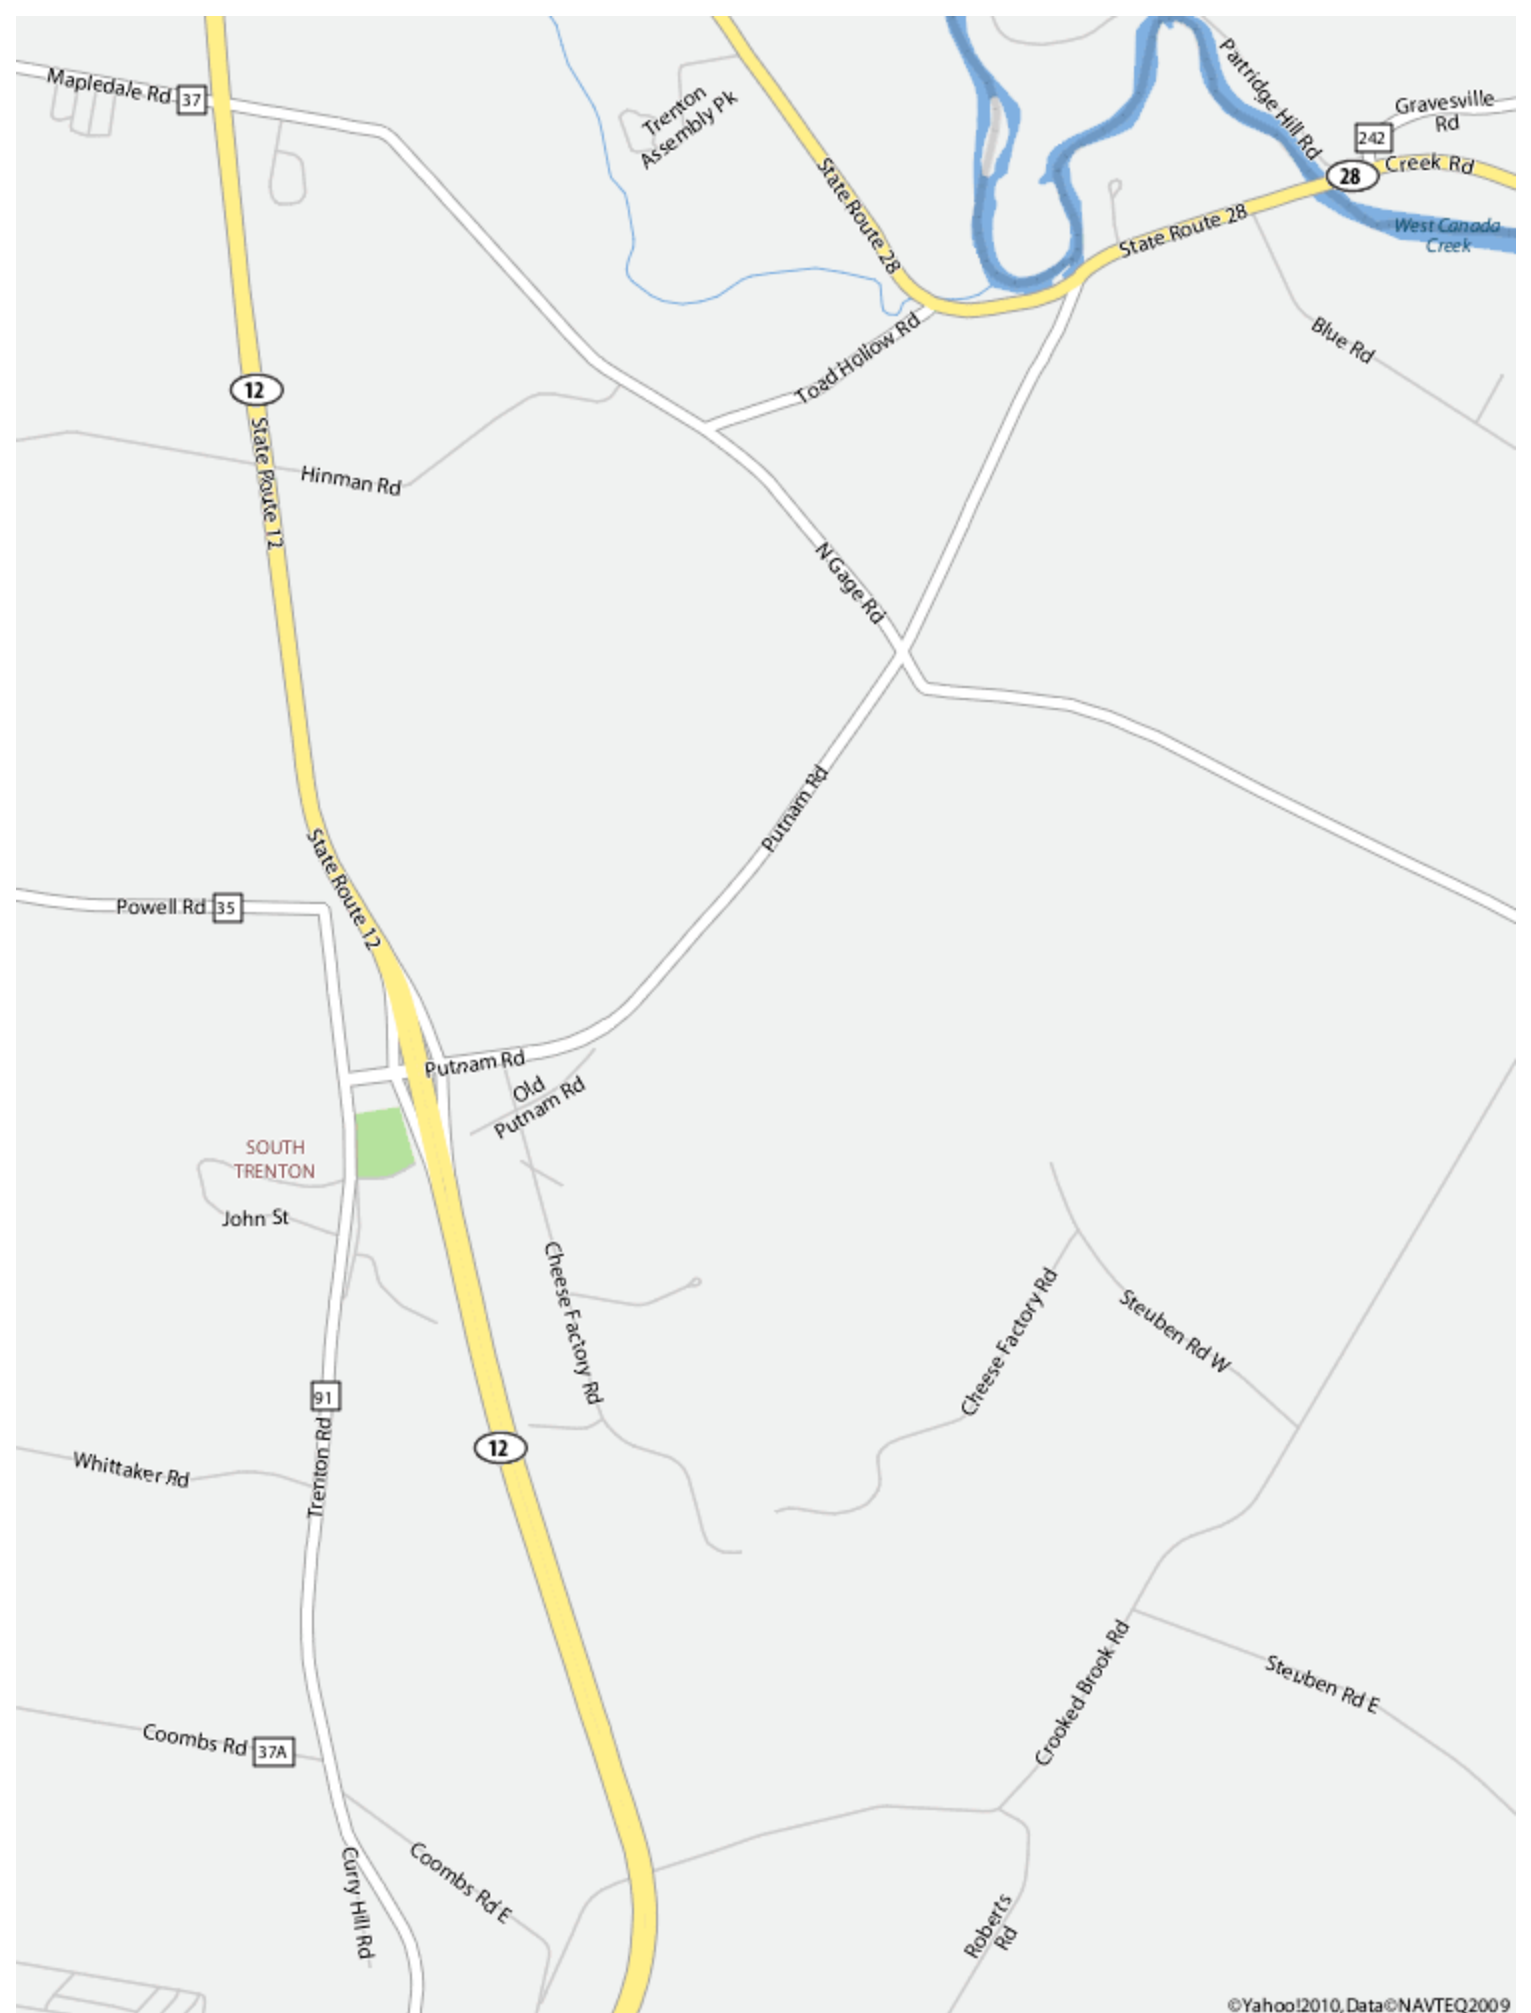 Mapledale Rd
37
Trenton
Assembly Pk
Partridge Hill Rd
Gravesville
Rd
242
28
Creek Rd
State Route 28
State Route 28
West Canada
Creek
Toad Hollow Rd
Blue Rd
12
State Route 12
Hinman Rd
N Gage Rd
Putnam Rd
State Route 12
Powell Rd
35
Putnam Rd
Old
Putnam Rd
SOUTH
TRENTON
John St
Cheese Factory Rd
Cheese Factory Rd
Steuben Rd W
91
Trenton Rd
12
Whittaker Rd
Crooked Brook Rd
Steuben Rd E
Coombs Rd
37A
Curry Hill Rd
Coombs Rd E
Roberts
Rd
©Yahoo!2010, Data©NAVTEQ2009